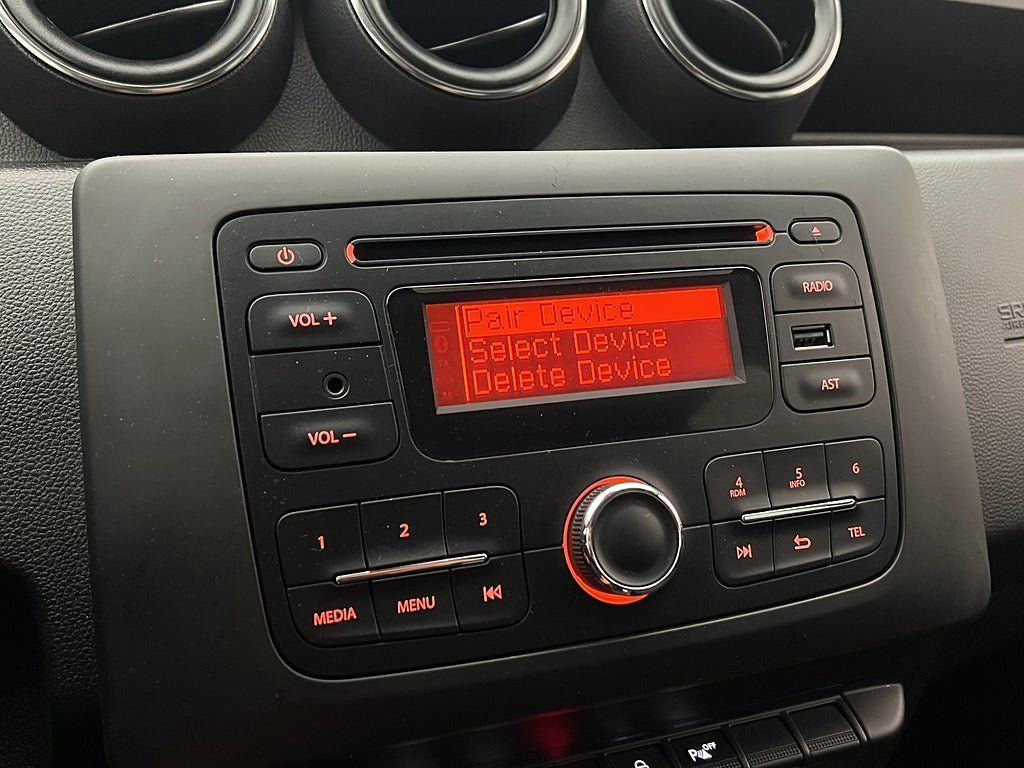 VOL +
VOL −
Pair Device
Select Device
Delete Device
RADIO
AST
1
2
3
MEDIA
MENU
4
RDM
5
INFO
6
TEL
P OFF